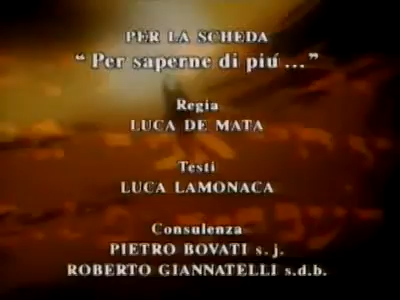 PER LA SCHEDA
“Per saperne di piú...”
Regia
LUCA DE MATA
Testi
LUCA LAMONACA
Consulenza
PIETRO BOVATI s. j.
ROBERTO GIANNATELLI s.d.b.